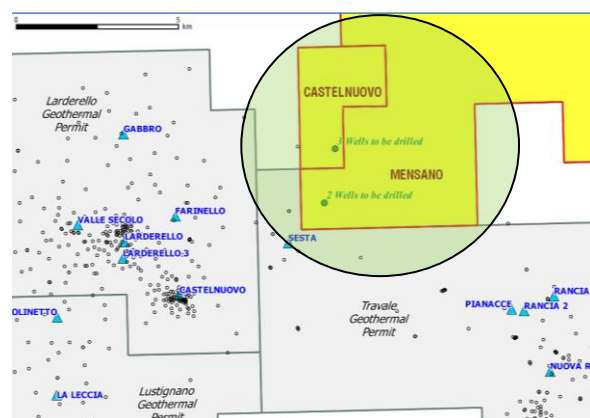 0
5
km
Larderello
Geothermal
Permit
GABBRO
CASTELNUOVO
3 Wells to be drilled
MENSANO
2 Wells to be drilled
FARINELLO
VALLE SECOLO
LARDERELLO
LARDERELLO 3
SESTA
CASTELNUOVO
OLINETTO
Travale
Geothermal
Permit
PIANACCE
RANCIA
RANCIA 2
NUOVA R
LA LECCIA
Lustignano
Geothermal
Permit